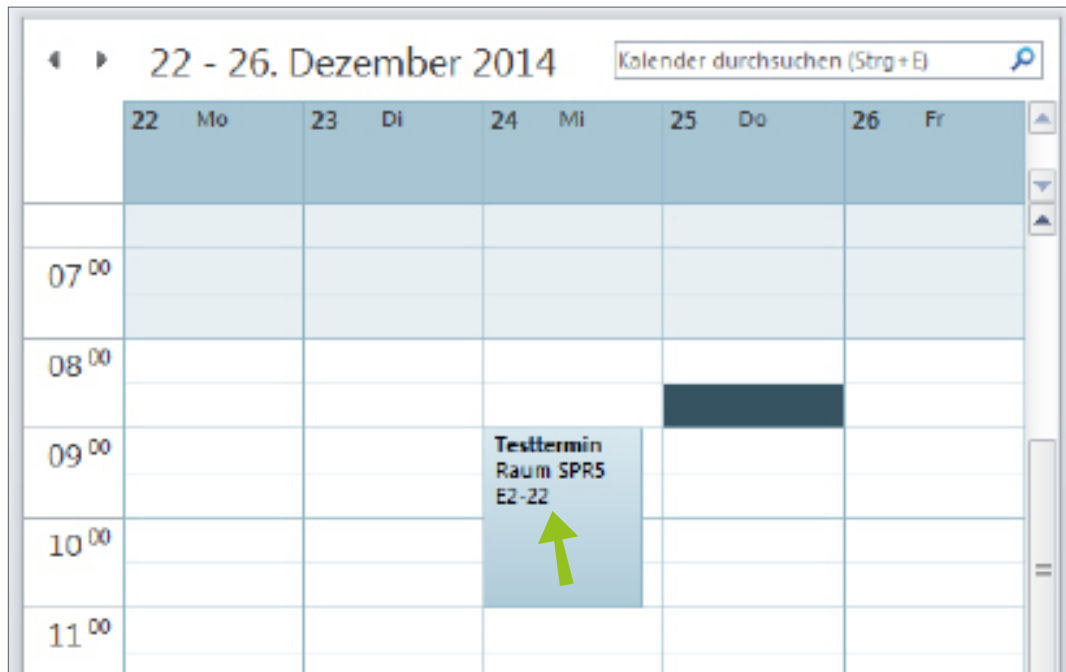 22 - 26. Dezember 2014
Kalender durchsuchen (Strg+E)
22 Mo 23 Di 24 Mi 25 Do 26 Fr
07 00
08 00
09 00
Testtermin
Raum SPR5
E2-22
10 00
11 00